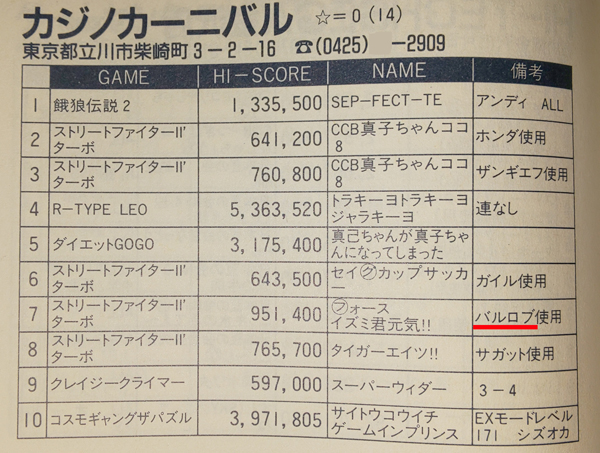 カジノカーニバル ☆=0(14)
東京都立川市柴崎町3-2-16 ☎(0425) -2909
GAME HI-SCORE NAME 備考
1 餓狼伝説2 1,335,500 SEP-FECT-TE アンディ ALL
2 ストリートファイターII'ターボ 641,200 CCB真子ちゃんココ8 ホンダ使用
3 ストリートファイターII'ターボ 760,800 CCB真子ちゃんココ8 ザンギエフ使用
4 R-TYPE LEO 5,363,520 トラキーヨトラキーヨジャラキーヨ 連なし
5 ダイエットGOGO 3,175,400 真己ちゃんが真子ちゃんになってしまった
6 ストリートファイターII'ターボ 643,500 セイ㋗゙カップサッカー ガイル使用
7 ストリートファイターII'ターボ 951,400 ㋫ォースイズミ君元気!! バルロブ使用
8 ストリートファイターII'ターボ 765,700 タイガーエイツ!! サガット使用
9 クレイジークライマー 597,000 スーパーウィダー 3-4
10 コスモギャングザパズル 3,971,805 サイトウコウイチゲームインプリンス EXモードレベル171 シズオカ